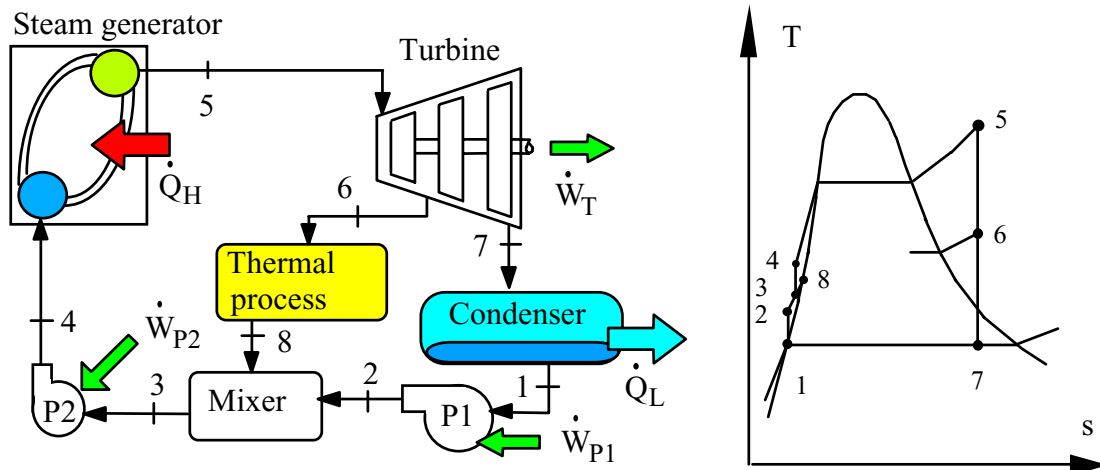 Steam generator
Turbine
5
Q̇H
ẆT
6
7
Thermal
process
Condenser
4
ẆP2
8
Q̇L
3
2
1
P2
Mixer
P1
ẆP1
T
5
6
4
3
8
2
1
7
s